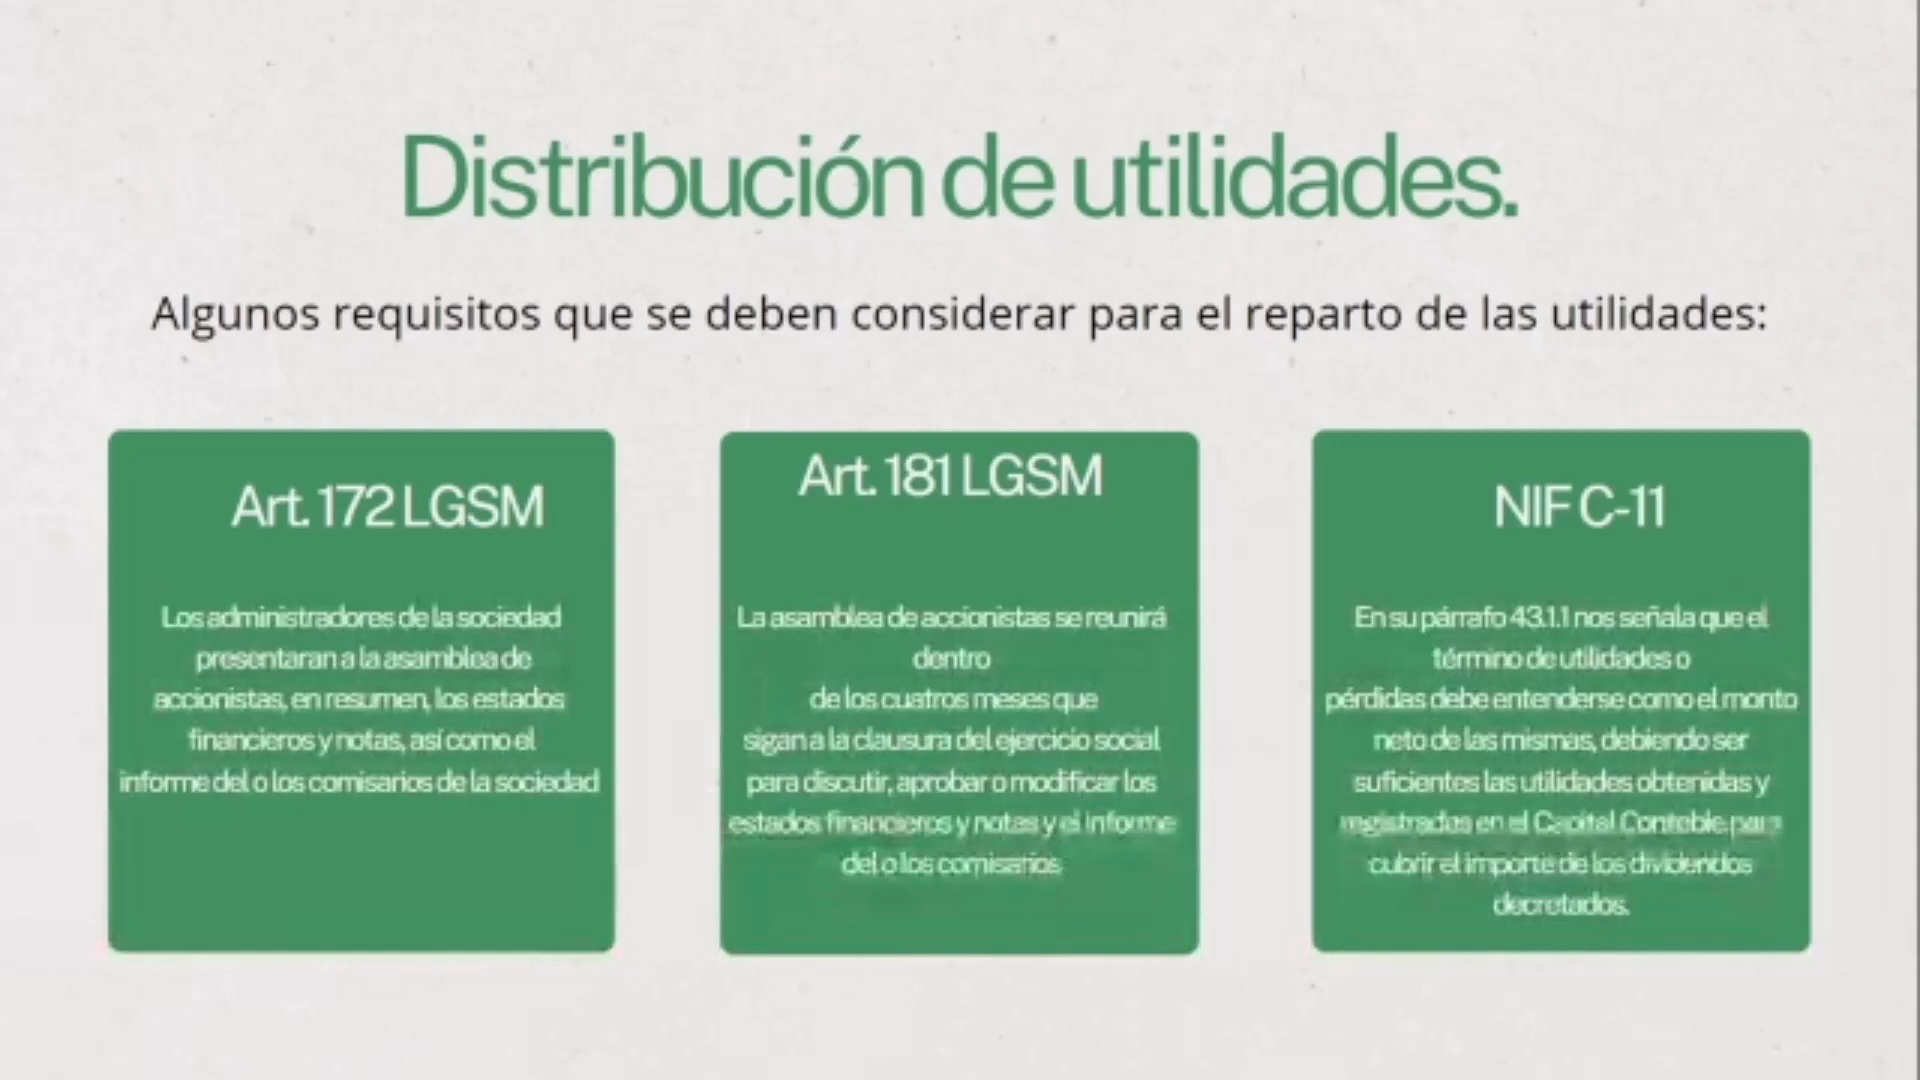 Distribución de utilidades.
Algunos requisitos que se deben considerar para el reparto de las utilidades:
Art. 172 LGSM
Los administradores de la sociedad
presentaran a la asamblea de
accionistas, en resumen, los estados
financieros y notas, así como el
informe del o los comisarios de la sociedad
Art. 181 LGSM
La asamblea de accionistas se reunirá
dentro
de los cuatros meses que
sigan a la clausura del ejercicio social
para discutir, aprobar o modificar los
estados financieros y notas y el informe
del o los comisarios
NIF C-11
En su párrafo 43.1.1 nos señala que el
término de utilidades o
pérdidas debe entenderse como el monto
neto de las mismas, debiendo ser
suficientes las utilidades obtenidas y
registradas en el Capital Contable para
cubrir el importe de los dividendos
decretados.